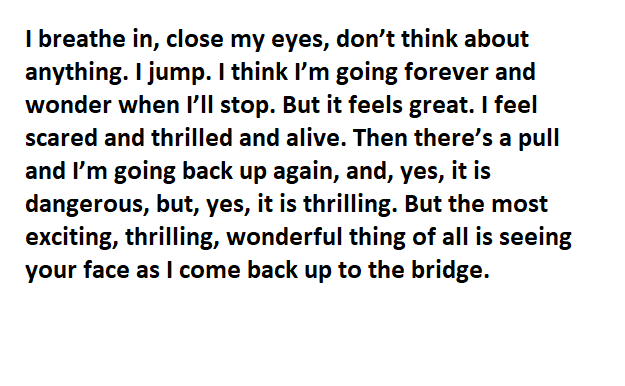 I breathe in, close my eyes, don’t think about
anything. I jump. I think I’m going forever and
wonder when I’ll stop. But it feels great. I feel
scared and thrilled and alive. Then there’s a pull
and I’m going back up again, and, yes, it is
dangerous, but, yes, it is thrilling. But the most
exciting, thrilling, wonderful thing of all is seeing
your face as I come back up to the bridge.